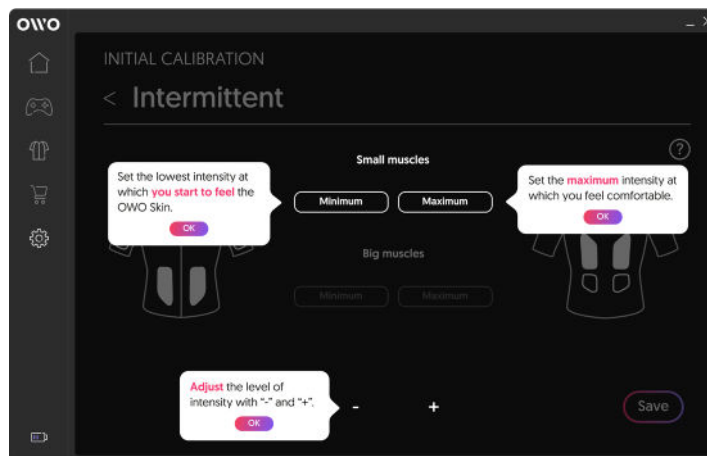 OWO
INITIAL CALIBRATION
< Intermittent
?
Small muscles
Set the lowest intensity at
which you start to feel the
OWO Skin.
OK
Minimum
Maximum
Set the maximum intensity at
which you feel comfortable.
OK
Big muscles
Minimum
Maximum
Adjust the level of
intensity with “-” and “+”.
OK
-
+
Save